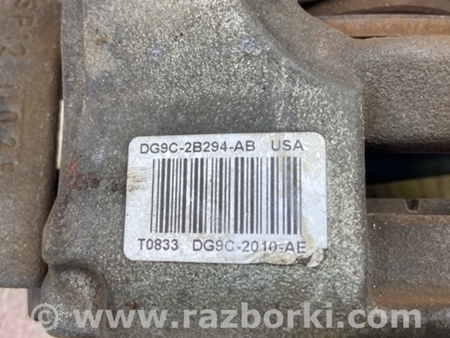 DG9C-2B294-AB USA
T0833 DG9C-2010-AE
www.razborki.com